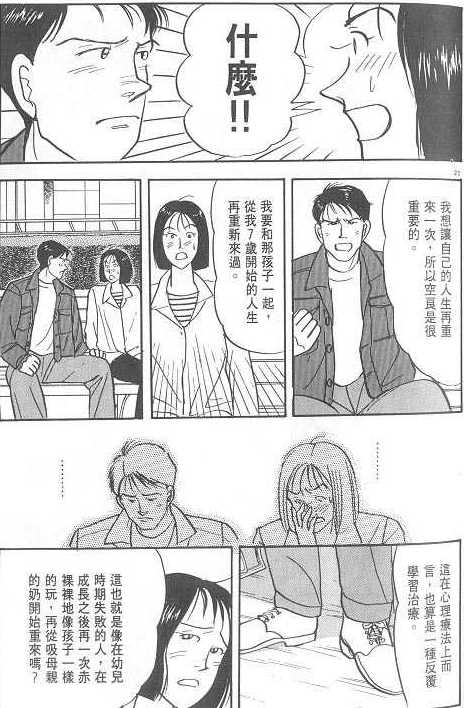 什麼!!
21
我想讓自己的人生再重
來一次，所以空頁是很
重要的。
我要和那孩子一起，
從我7歲開始的人生
再重新來過。
…… 
……
這在心理療法上而
言，也算是一種反覆
學習治療。
這也就是像在幼兒
時期失敗的人，在
成長之後再一次赤
裸裸地像孩子一樣
的玩，再從吸母親
的奶開始重來嗎？